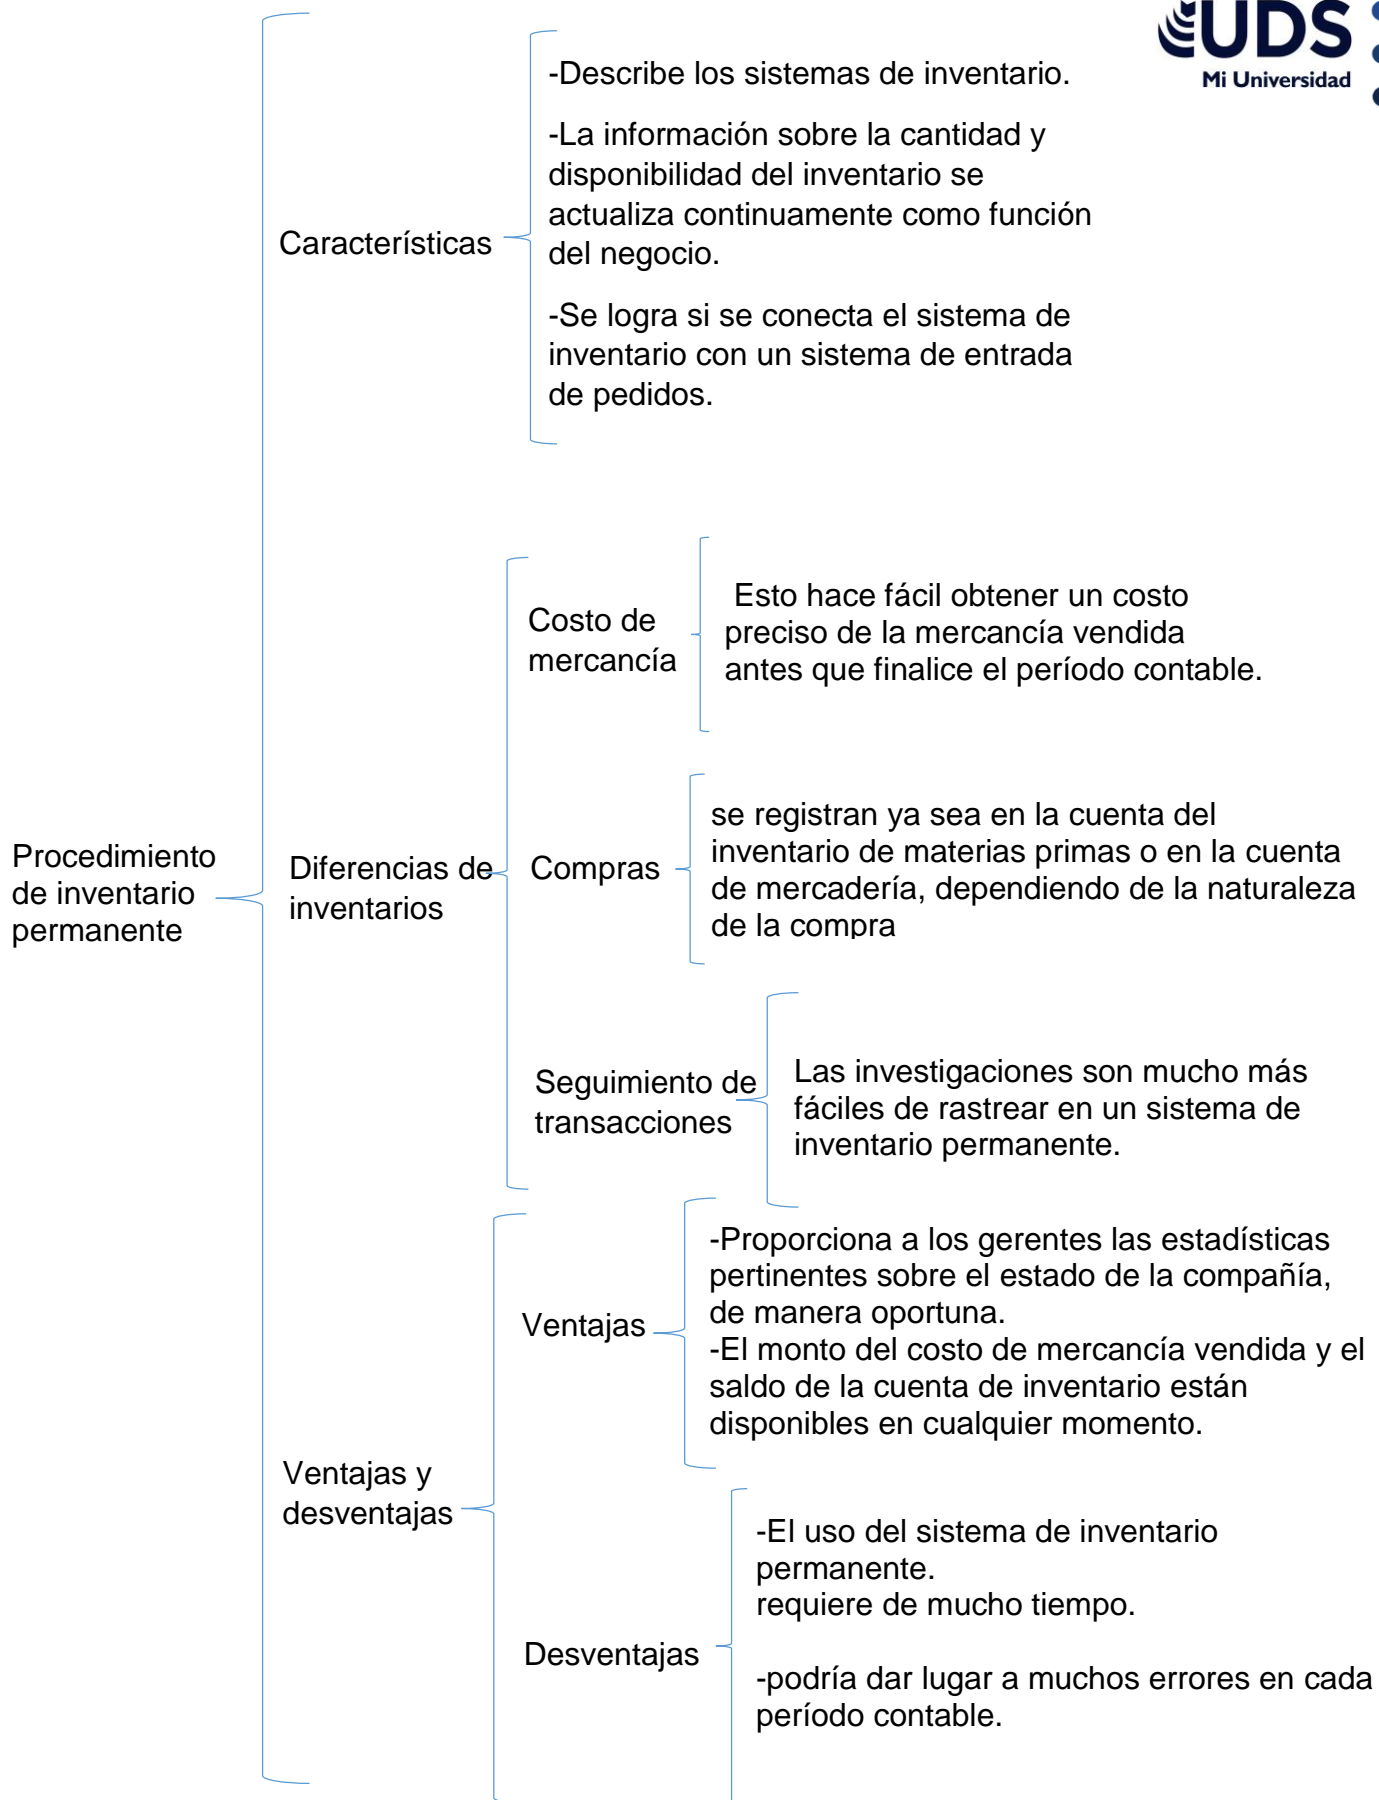 UDS
Mi Universidad
-Describe los sistemas de inventario.
-La información sobre la cantidad y
disponibilidad del inventario se
actualiza continuamente como función
del negocio.
-Se logra si se conecta el sistema de
inventario con un sistema de entrada
de pedidos.
Característicias
Costo de
mercancía
Esto hace fácil obtener un costo
preciso de la mercancía vendida
antes que finalice el período contable.
Procedimiento
de inventario
permanente
Diferencias de
inventarios
Compras
se registran ya sea en la cuenta del
inventario de materias primas o en la cuenta
de mercadería, dependiendo de la naturaleza
de la compra
Seguimiento de
transacciones
Las investigaciones son mucho más
fáciles de rastrear en un sistema de
inventario permanente.
Ventajas y
desventajas
Ventajas
-Proporciona a los gerentes las estadísticas
pertinentes sobre el estado de la compañía,
de manera oportuna.
-El monto del costo de mercancía vendida y el
saldo de la cuenta de inventario están
disponibles en cualquier momento.
Desventajas
-El uso del sistema de inventario
permanente.
requiere de mucho tiempo.
-podría dar lugar a muchos errores en cada
período contable.